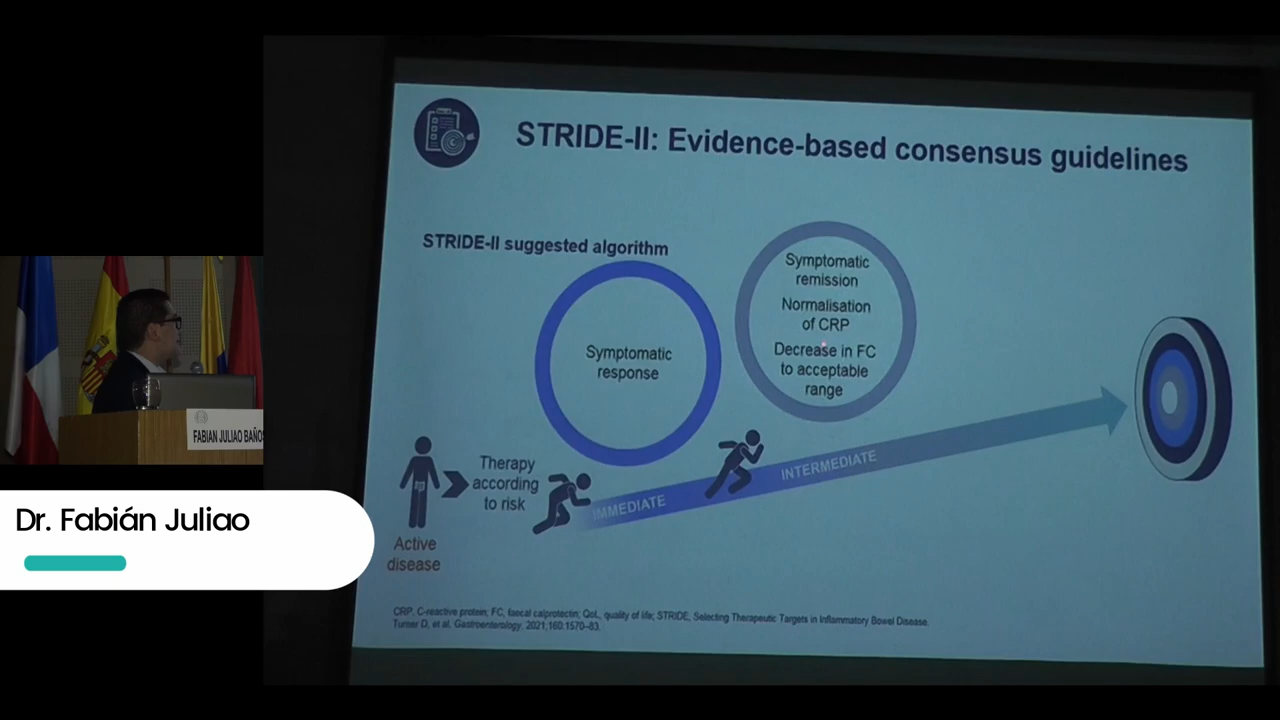 STRIDE-II: Evidence-based consensus guidelines
STRIDE-II suggested algorithm
Symptomatic
response
Symptomatic
remission
Normalisation
of CRP
Decrease in FC
to acceptable
range
Therapy
according
to risk
IMMEDIATE
INTERMEDIATE
Active
disease
CRP, C-reactive protein; FC, faecal calprotectin; QoL, quality of life; STRIDE, Selecting Therapeutic Targets in Inflammatory Bowel Disease.
Turner D, et al. Gastroenterology. 2021;160:1570–83.
FABIAN JULIAO BAÑOS
Dr. Fabián Juliao